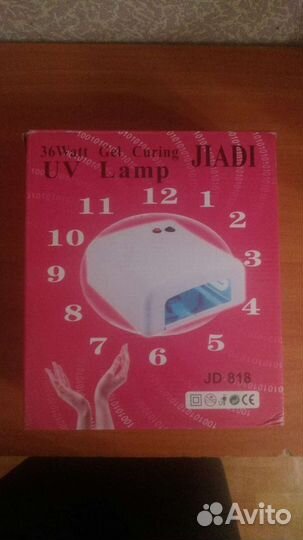 36Watt Gel Curing
JIADI
UV Lamp
12
11
1
10
2
9
3
8
4
7
5
6
JD 818
CE
Avito